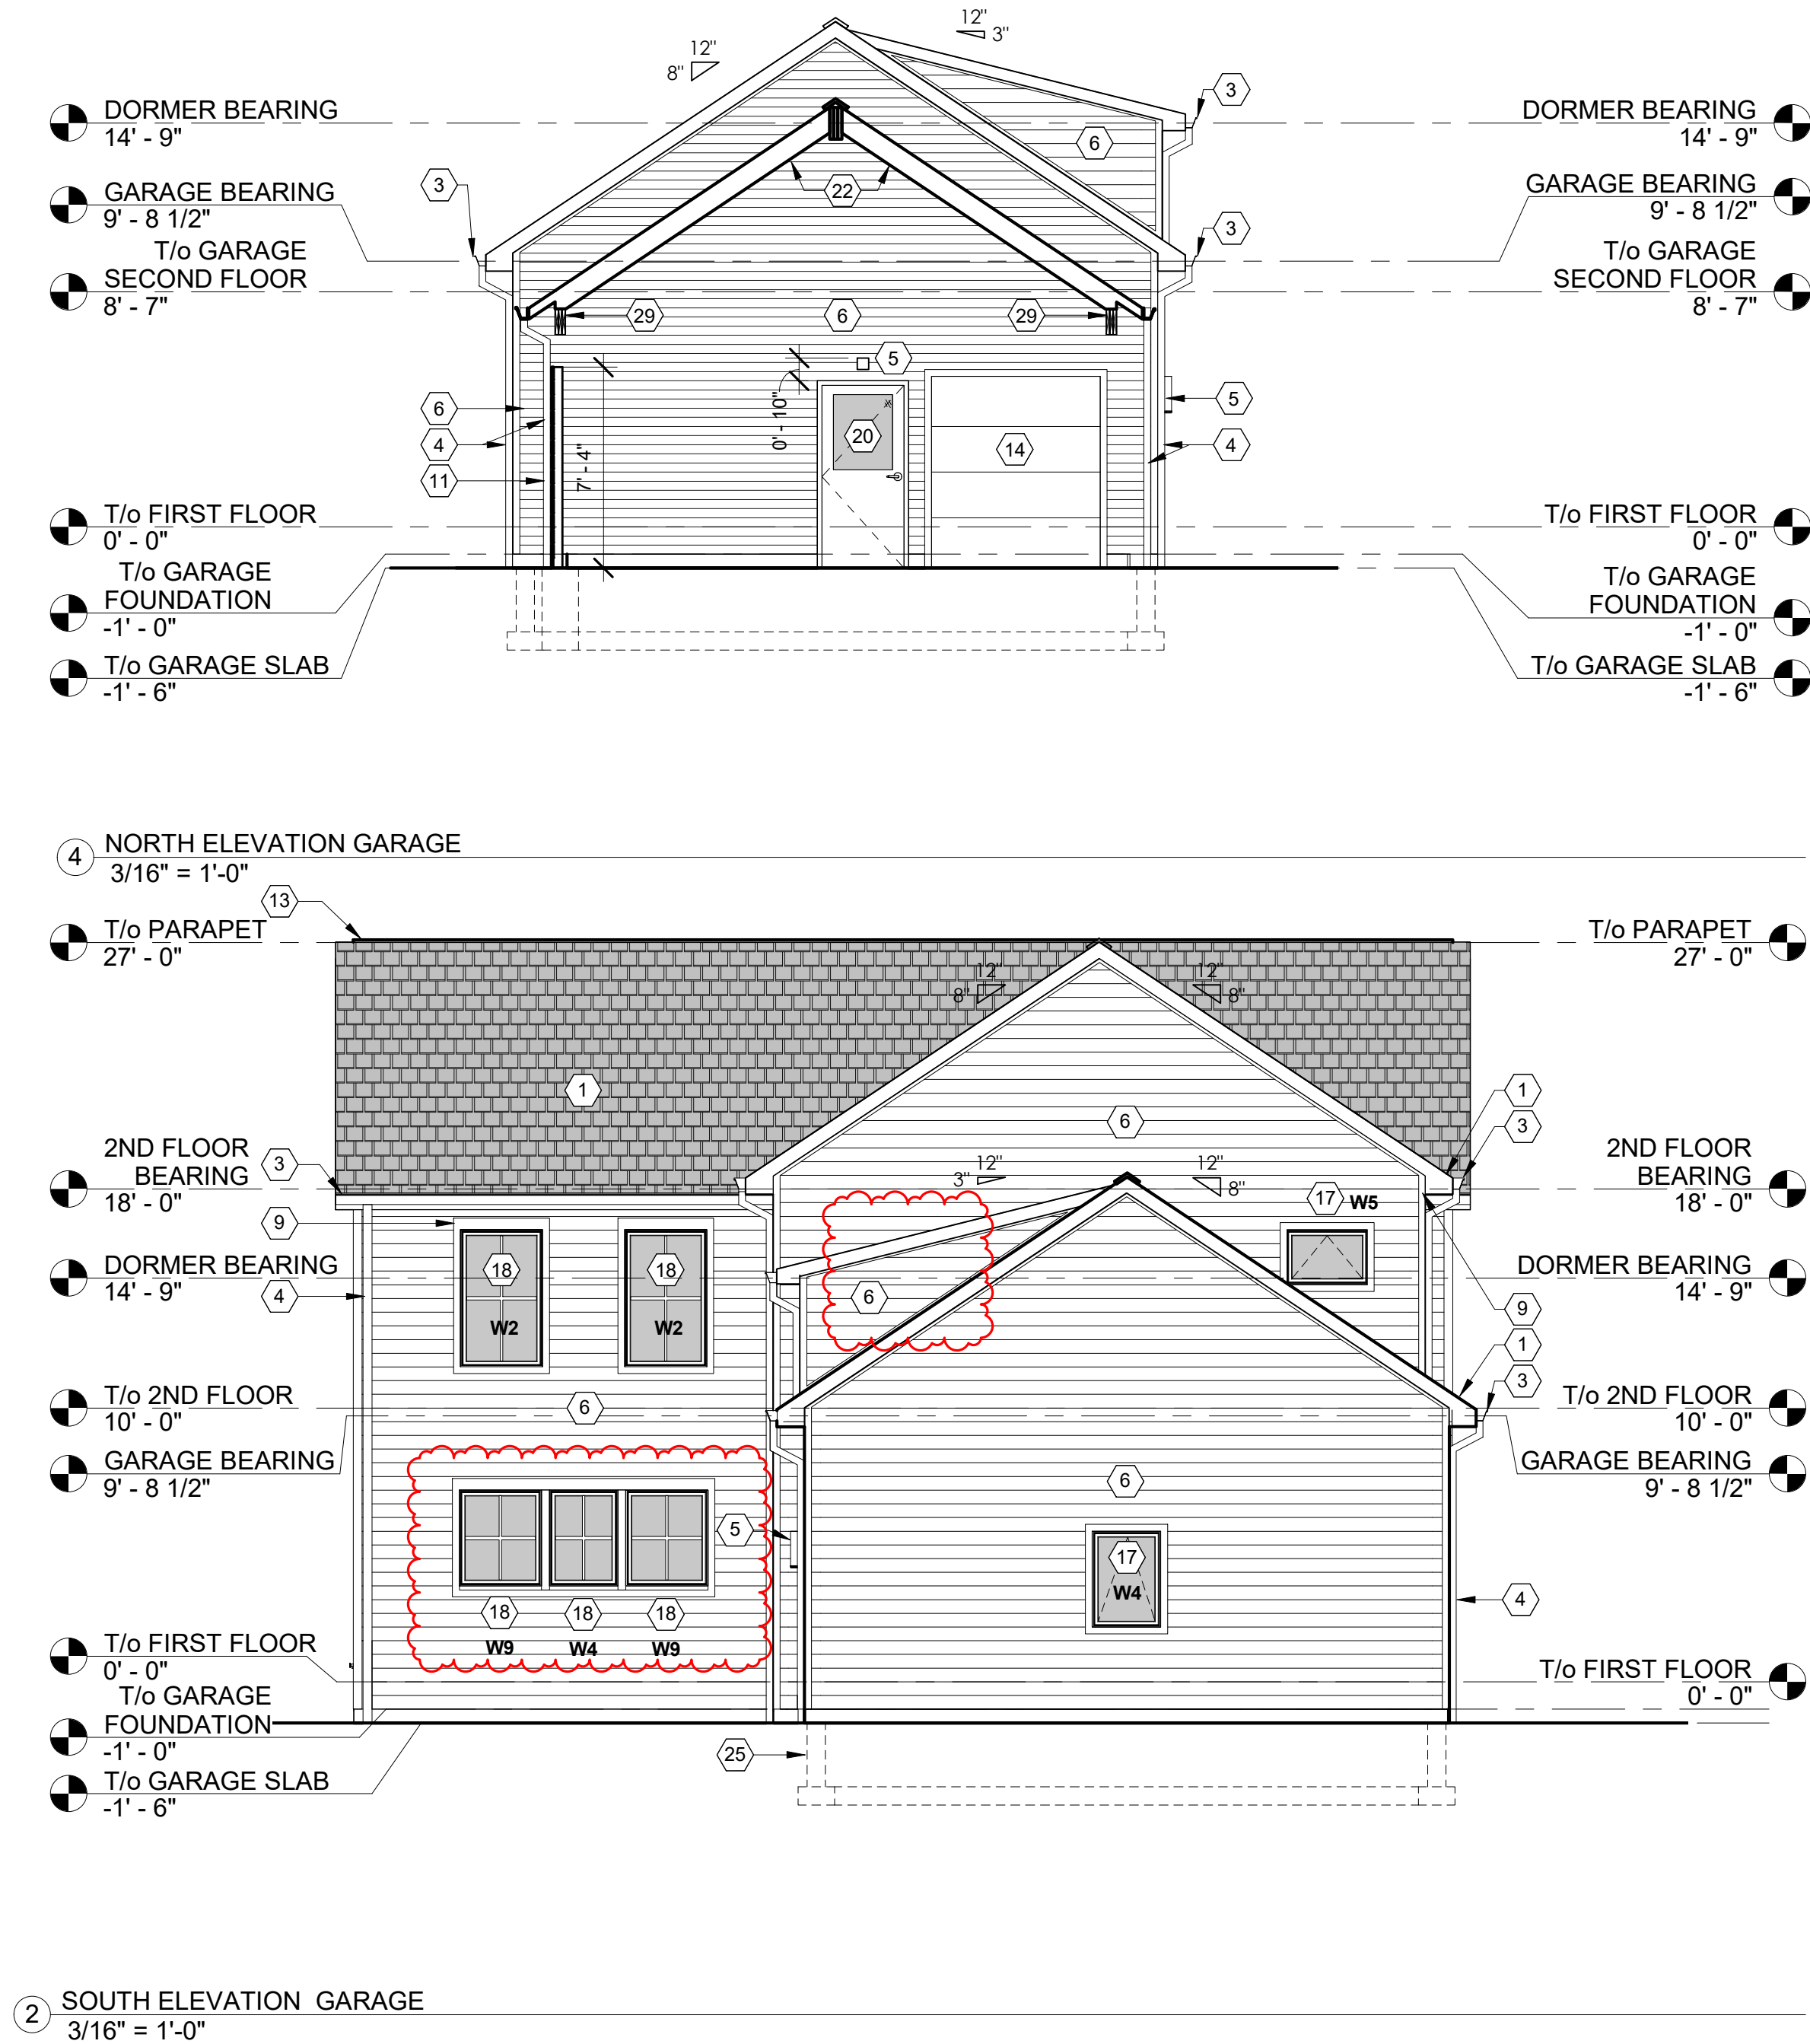 12"
3"
12"
8"
3
DORMER BEARING
14' - 9"
DORMER BEARING
14' - 9"
6
3
22
GARAGE BEARING
9' - 8 1/2"
GARAGE BEARING
9' - 8 1/2"
3
T/o GARAGE
SECOND FLOOR
8' - 7"
T/o GARAGE
SECOND FLOOR
8' - 7"
29
6
29
5
0' - 10"
6
5
4
20
14
4
7' - 4"
11
T/o FIRST FLOOR
0' - 0"
T/o FIRST FLOOR
0' - 0"
T/o GARAGE
FOUNDATION
-1' - 0"
T/o GARAGE
FOUNDATION
-1' - 0"
T/o GARAGE SLAB
-1' - 6"
T/o GARAGE SLAB
-1' - 6"
4
NORTH ELEVATION GARAGE
3/16" = 1'-0"
13
T/o PARAPET
27' - 0"
T/o PARAPET
27' - 0"
12"
8"
12"
8"
1
1
6
3
2ND FLOOR
BEARING
18' - 0"
2ND FLOOR
BEARING
18' - 0"
3
12"
3"
12"
8"
17 W5
9
18
18
DORMER BEARING
14' - 9"
DORMER BEARING
14' - 9"
4
6
9
W2
W2
1
3
T/o 2ND FLOOR
10' - 0"
T/o 2ND FLOOR
10' - 0"
6
GARAGE BEARING
9' - 8 1/2"
GARAGE BEARING
9' - 8 1/2"
6
5
17
W4
4
18
18
18
W9
W4
W9
T/o FIRST FLOOR
0' - 0"
T/o FIRST FLOOR
0' - 0"
T/o GARAGE
FOUNDATION
-1' - 0"
25
T/o GARAGE SLAB
-1' - 6"
2
SOUTH ELEVATION GARAGE
3/16" = 1'-0"